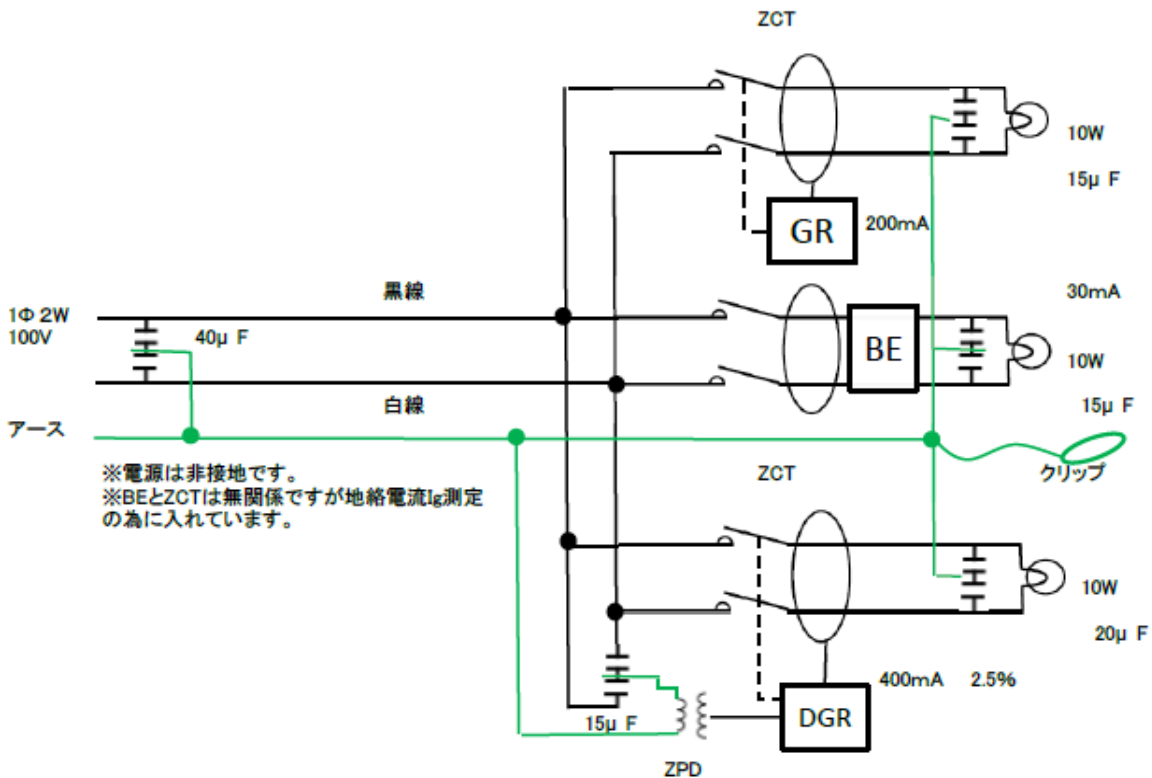 ZCT
10W
15μ F
GR
200mA
黒線
30mA
1Φ 2W
100V
40μ F
BE
10W
15μ F
白線
アース
※電源は非接地です。
※BEとZCTは無関係ですが地絡電流Ig測定
の為に入れています。
ZCT
クリップ
10W
20μ F
400mA 2.5%
DGR
15μ F
ZPD